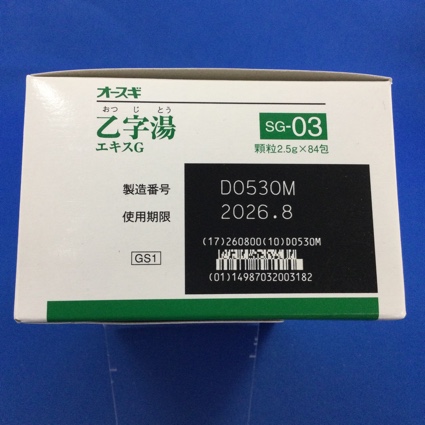 オースギ
おつ じ とう
乙字湯
エキスG
SG-03
顆粒2.5g×84包
製造番号 D0530M
使用期限 2026.8
(17)260800(10)D0530M
GS1
(01)14987032003182